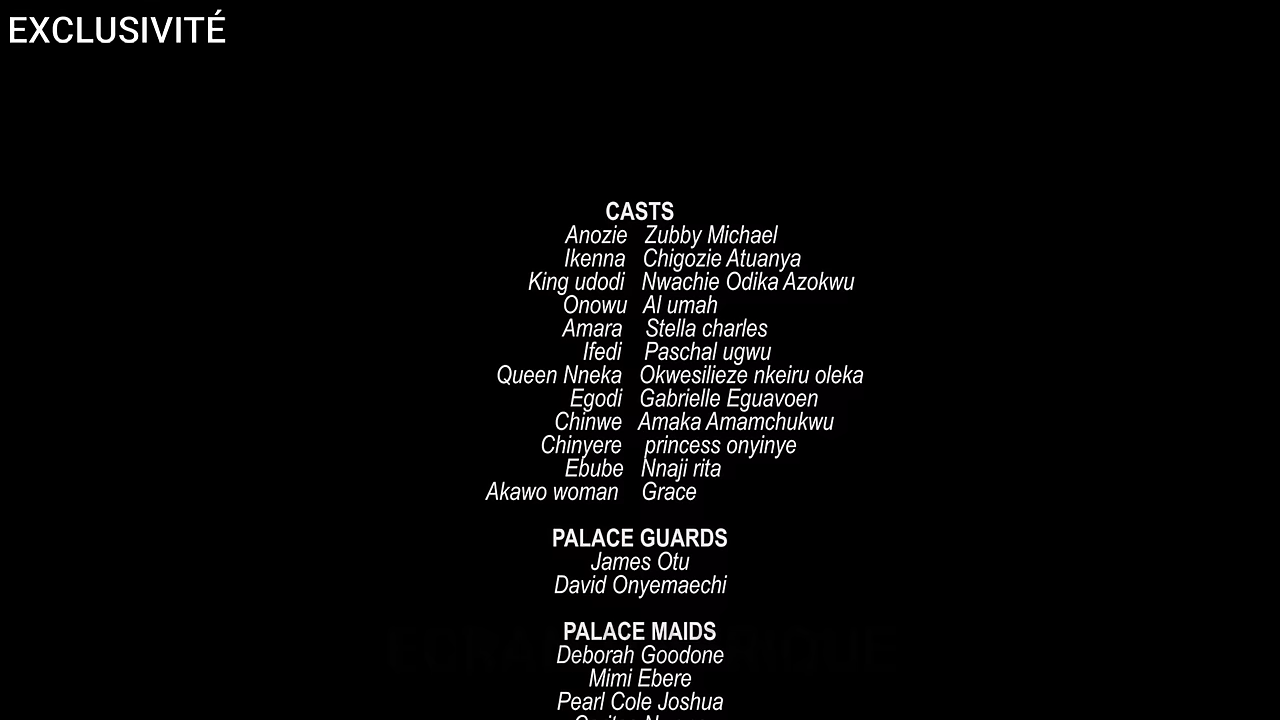 EXCLUSIVITÉ
CASTS
Anozie Zubby Michael
Ikenna Chigozie Atuanya
King udodi Nwachie Odika Azokwu
Onowu Al umah
Amara Stella charles
Ifedi Paschal ugwu
Queen Nneka Okwesilieze nkeiru oleka
Egodi Gabrielle Eguavoen
Chinwe Amaka Amamchukwu
Chinyere princess onyinye
Ebube Nnaji rita
Akawo woman Grace
PALACE GUARDS
James Otu
David Onyemaechi
PALACE MAIDS
Deborah Goodone
Mimi Ebere
Pearl Cole Joshua